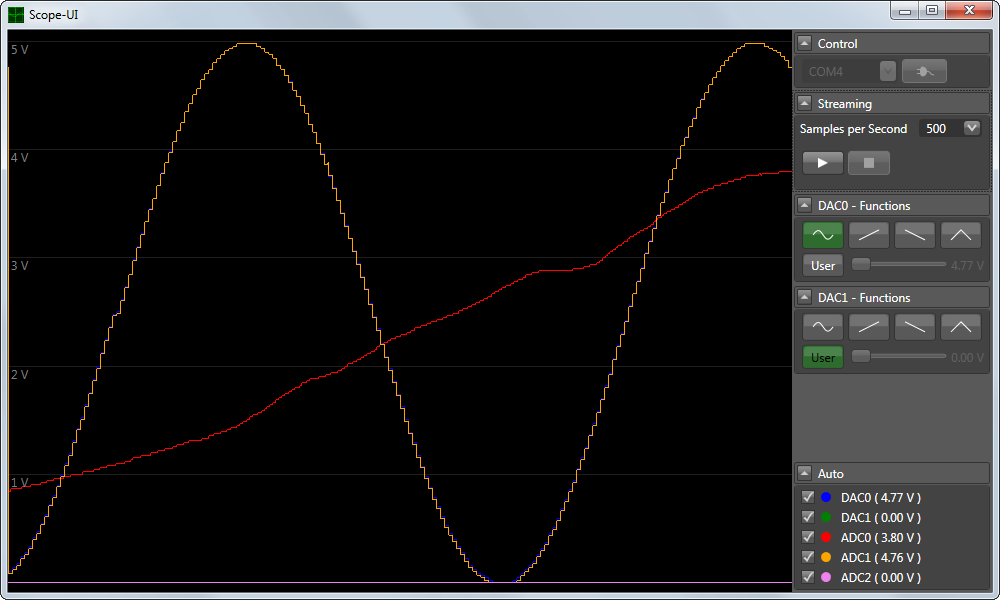 Scope-UI
5 V
4 V
3 V
2 V
1 V
Control
COM4
Streaming
Samples per Second 500
DAC0 - Functions
User 4.77 V
DAC1 - Functions
User 0.00 V
Auto
DAC0 ( 4.77 V )
DAC1 ( 0.00 V )
ADC0 ( 3.80 V )
ADC1 ( 4.76 V )
ADC2 ( 0.00 V )